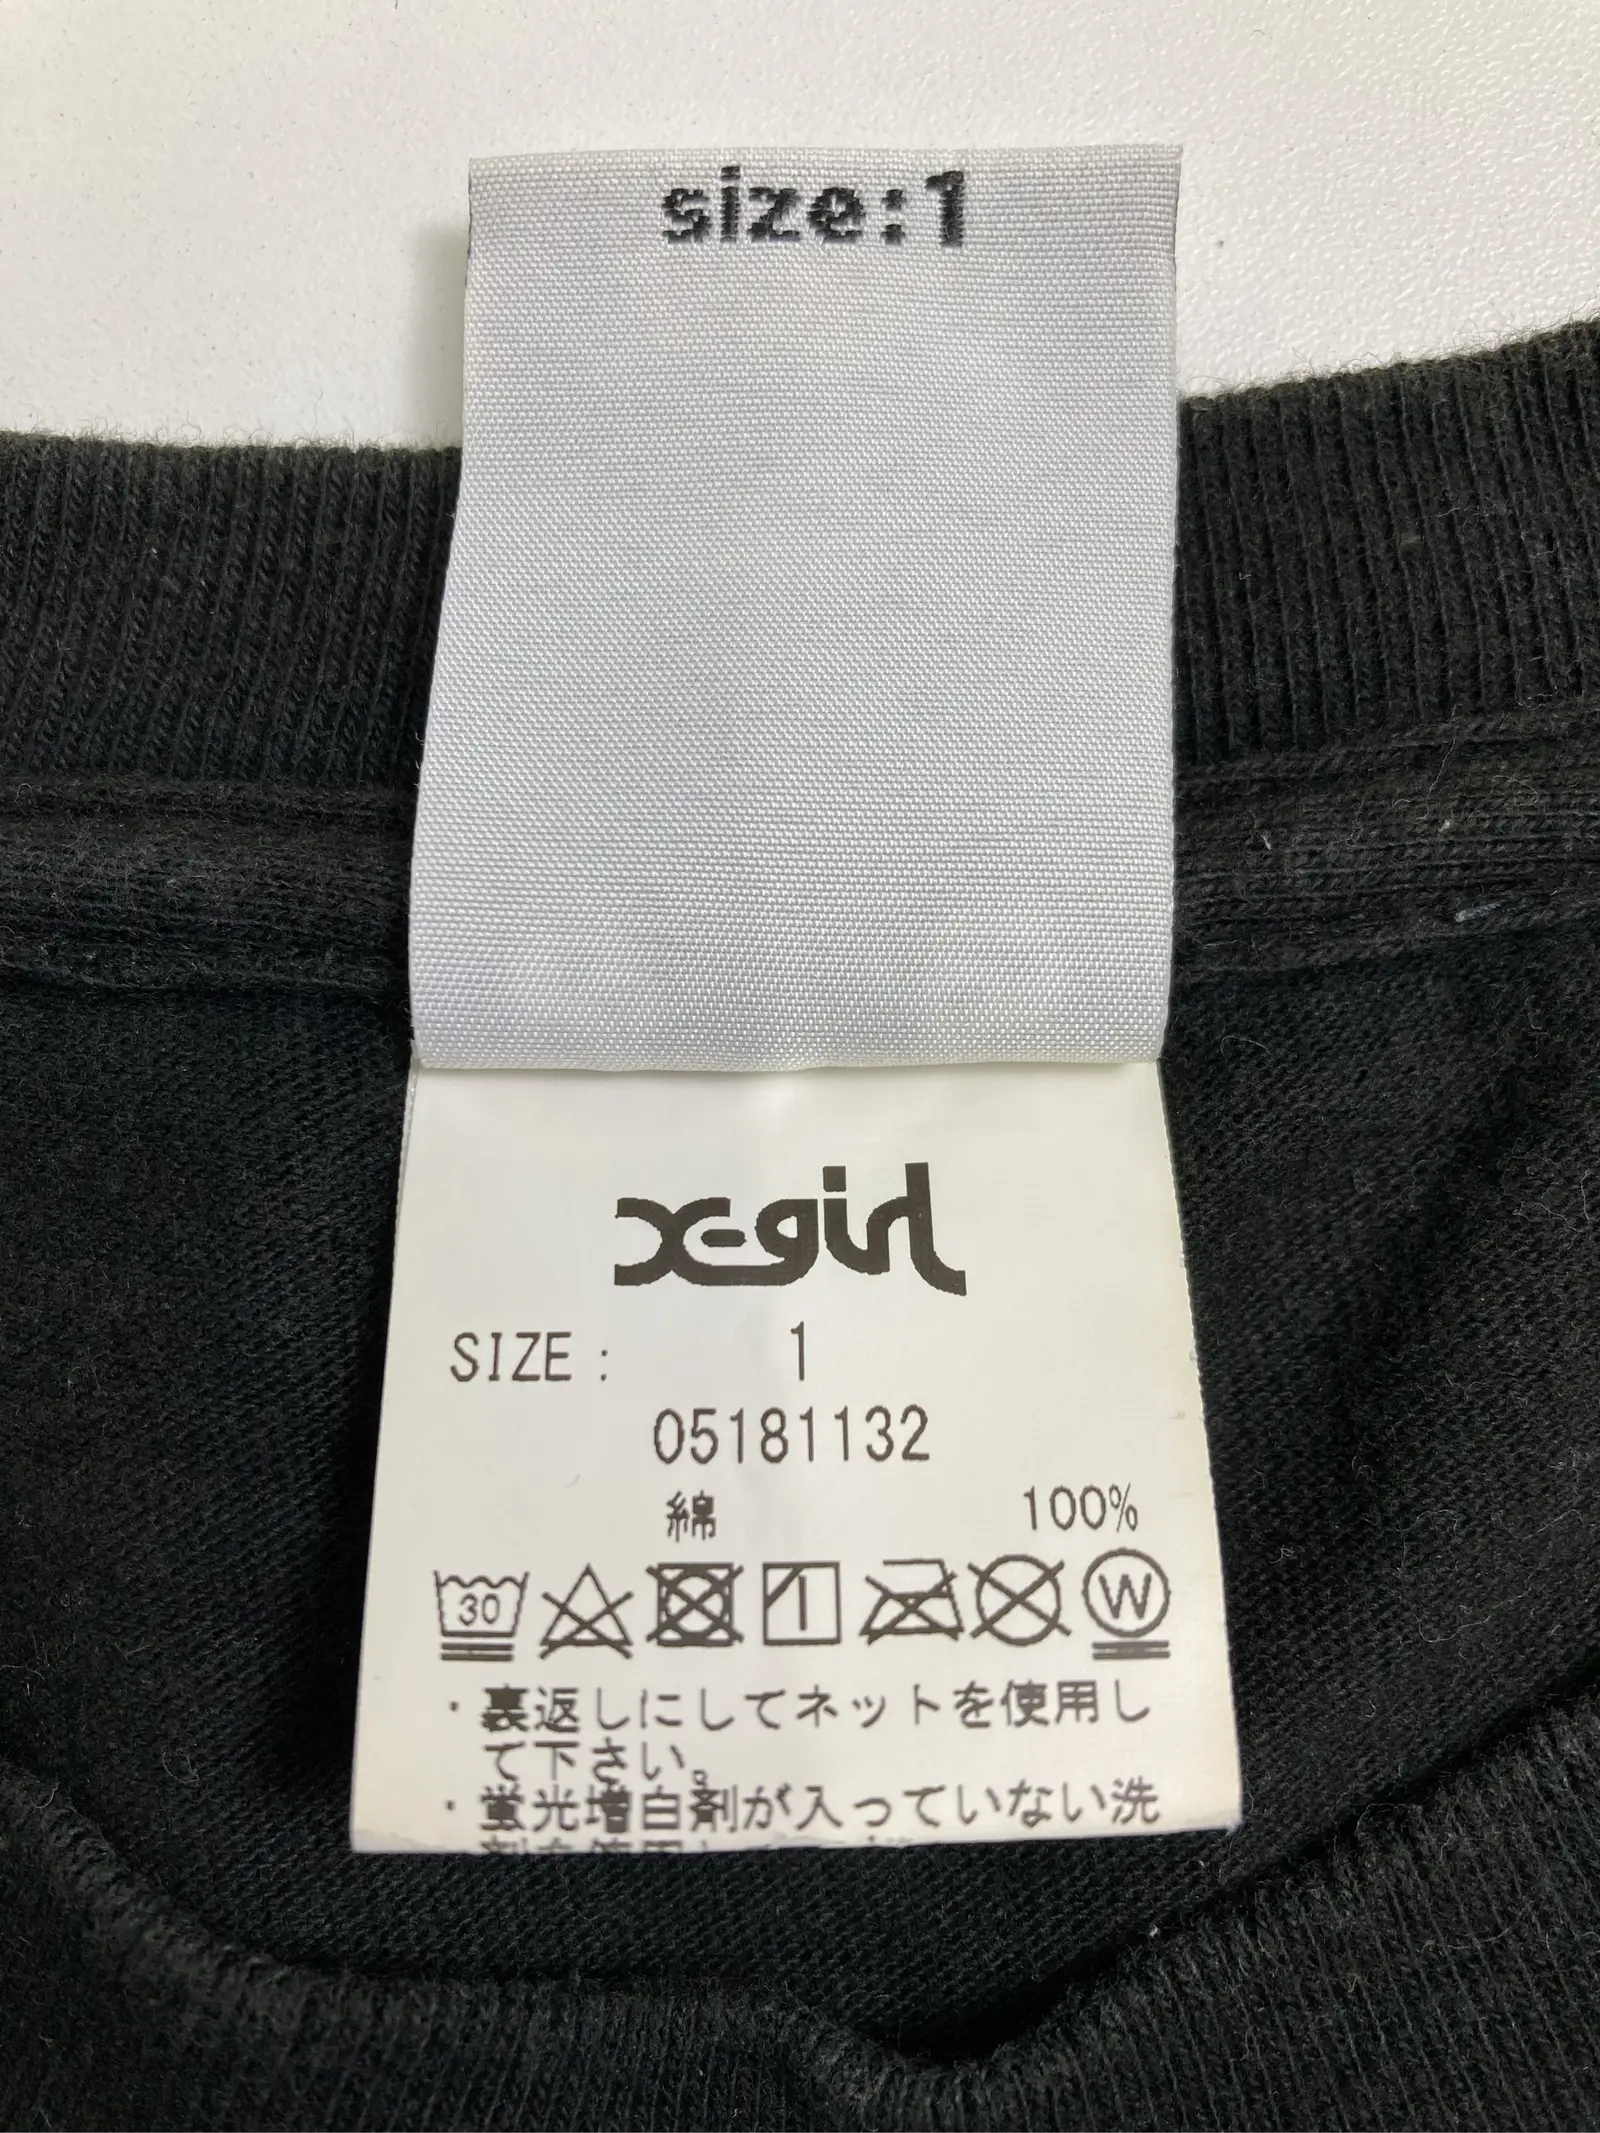 size:1
X-girl
SIZE: 1
05181132
綿 100%
30
W
・裏返しにしてネットを使用し
て下さい。
・蛍光増白剤が入っていない洗